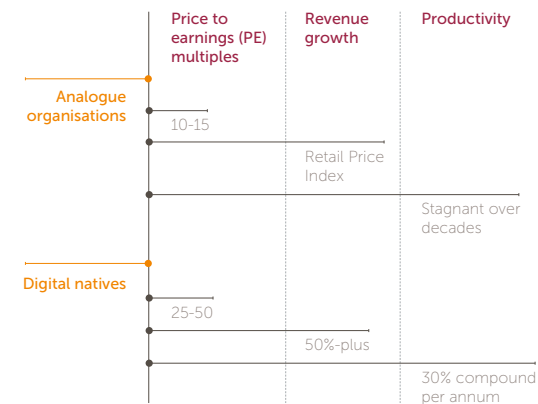 Price to
earnings (PE)
multiples
Revenue
growth
Productivity
Analogue
organisations
10-15
Retail Price
Index
Stagnant over
decades
Digital natives
25-50
50%-plus
30% compound
per annum